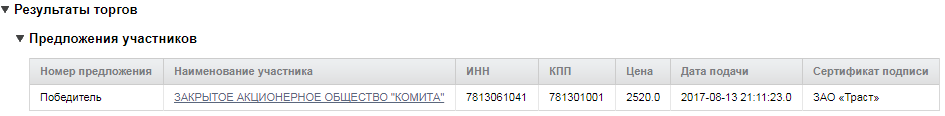 Результаты торгов
Предложения участников
Номер предложения Наименование участника ИНН КПП Цена Дата подачи Сертификат подписи
Победитель ЗАКРЫТОЕ АКЦИОНЕРНОЕ ОБЩЕСТВО "КОМИТА" 7813061041 781301001 2520.0 2017-08-13 21:11:23.0 ЗАО «Траст»